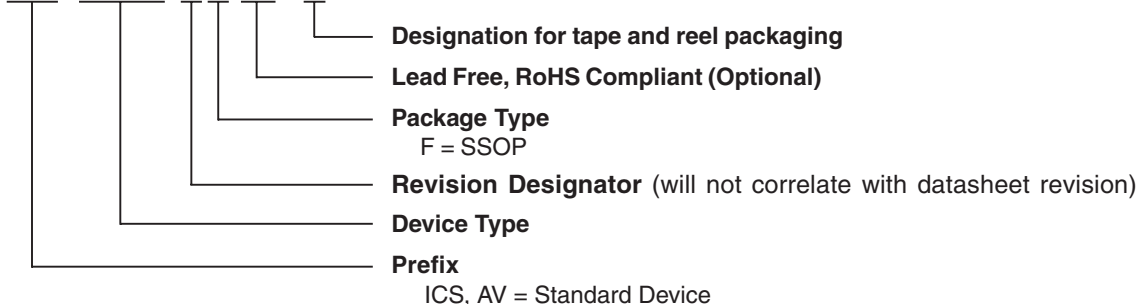 Designation for tape and reel packaging
Lead Free, RoHS Compliant (Optional)
Package Type
F = SSOP
Revision Designator (will not correlate with datasheet revision)
Device Type
Prefix
ICS, AV = Standard Device